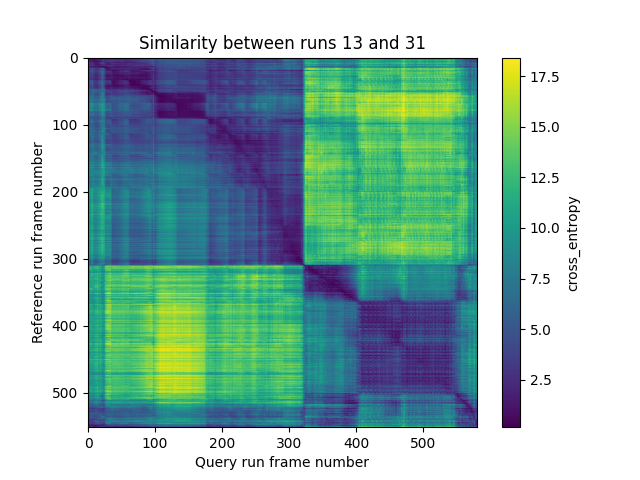 Similarity between runs 13 and 31
0
100
200
300
400
500
Reference run frame number
0 100 200 300 400 500
Query run frame number
17.5
15.0
12.5
10.0
7.5
5.0
2.5
cross_entropy